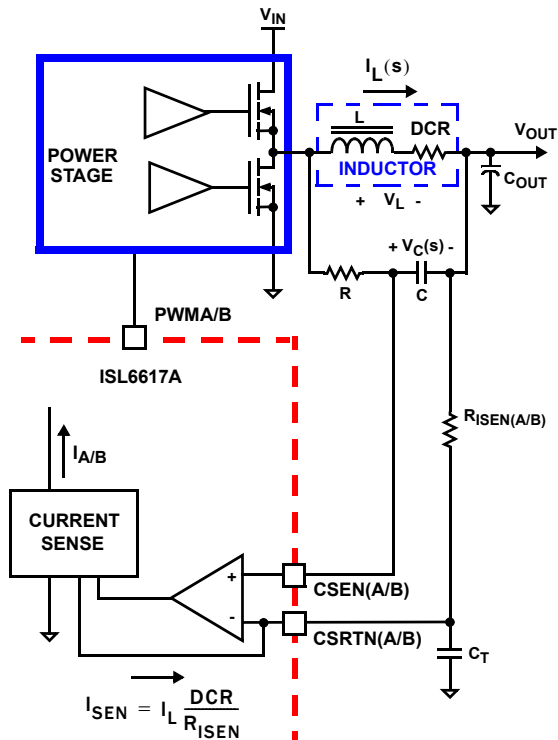 V_IN
I_L(s)
L
DCR
V_OUT
POWER
STAGE
INDUCTOR
C_OUT
+ V_L -
+ V_C(s) -
R
C
PWMA/B
ISL6617A
R_ISEN(A/B)
I_A/B
CURRENT
SENSE
+
CSEN(A/B)
-
CSRTN(A/B)
C_T
I_SEN = I_L DCR/R_ISEN